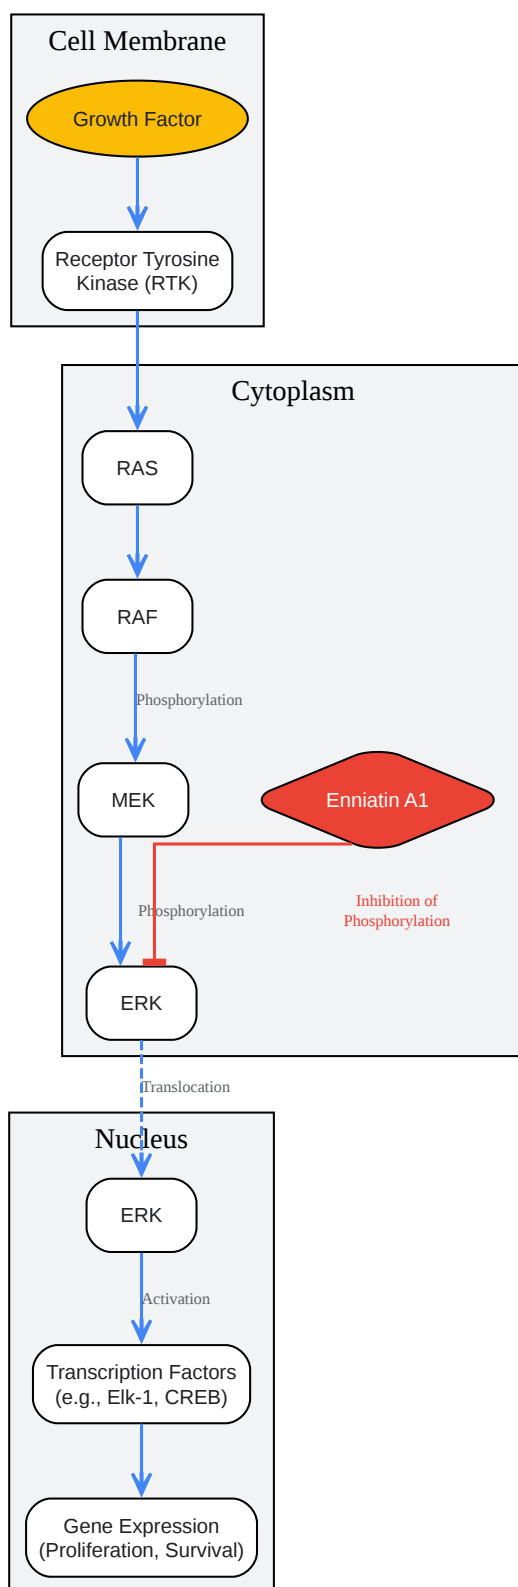 Cell Membrane
Growth Factor
Receptor Tyrosine
Kinase (RTK)
Cytoplasm
RAS
RAF
Phosphorylation
MEK
Enniatin A1
Phosphorylation
Inhibition of
Phosphorylation
ERK
Translocation
Nucleus
ERK
Activation
Transcription Factors
(e.g., Elk-1, CREB)
Gene Expression
(Proliferation, Survival)